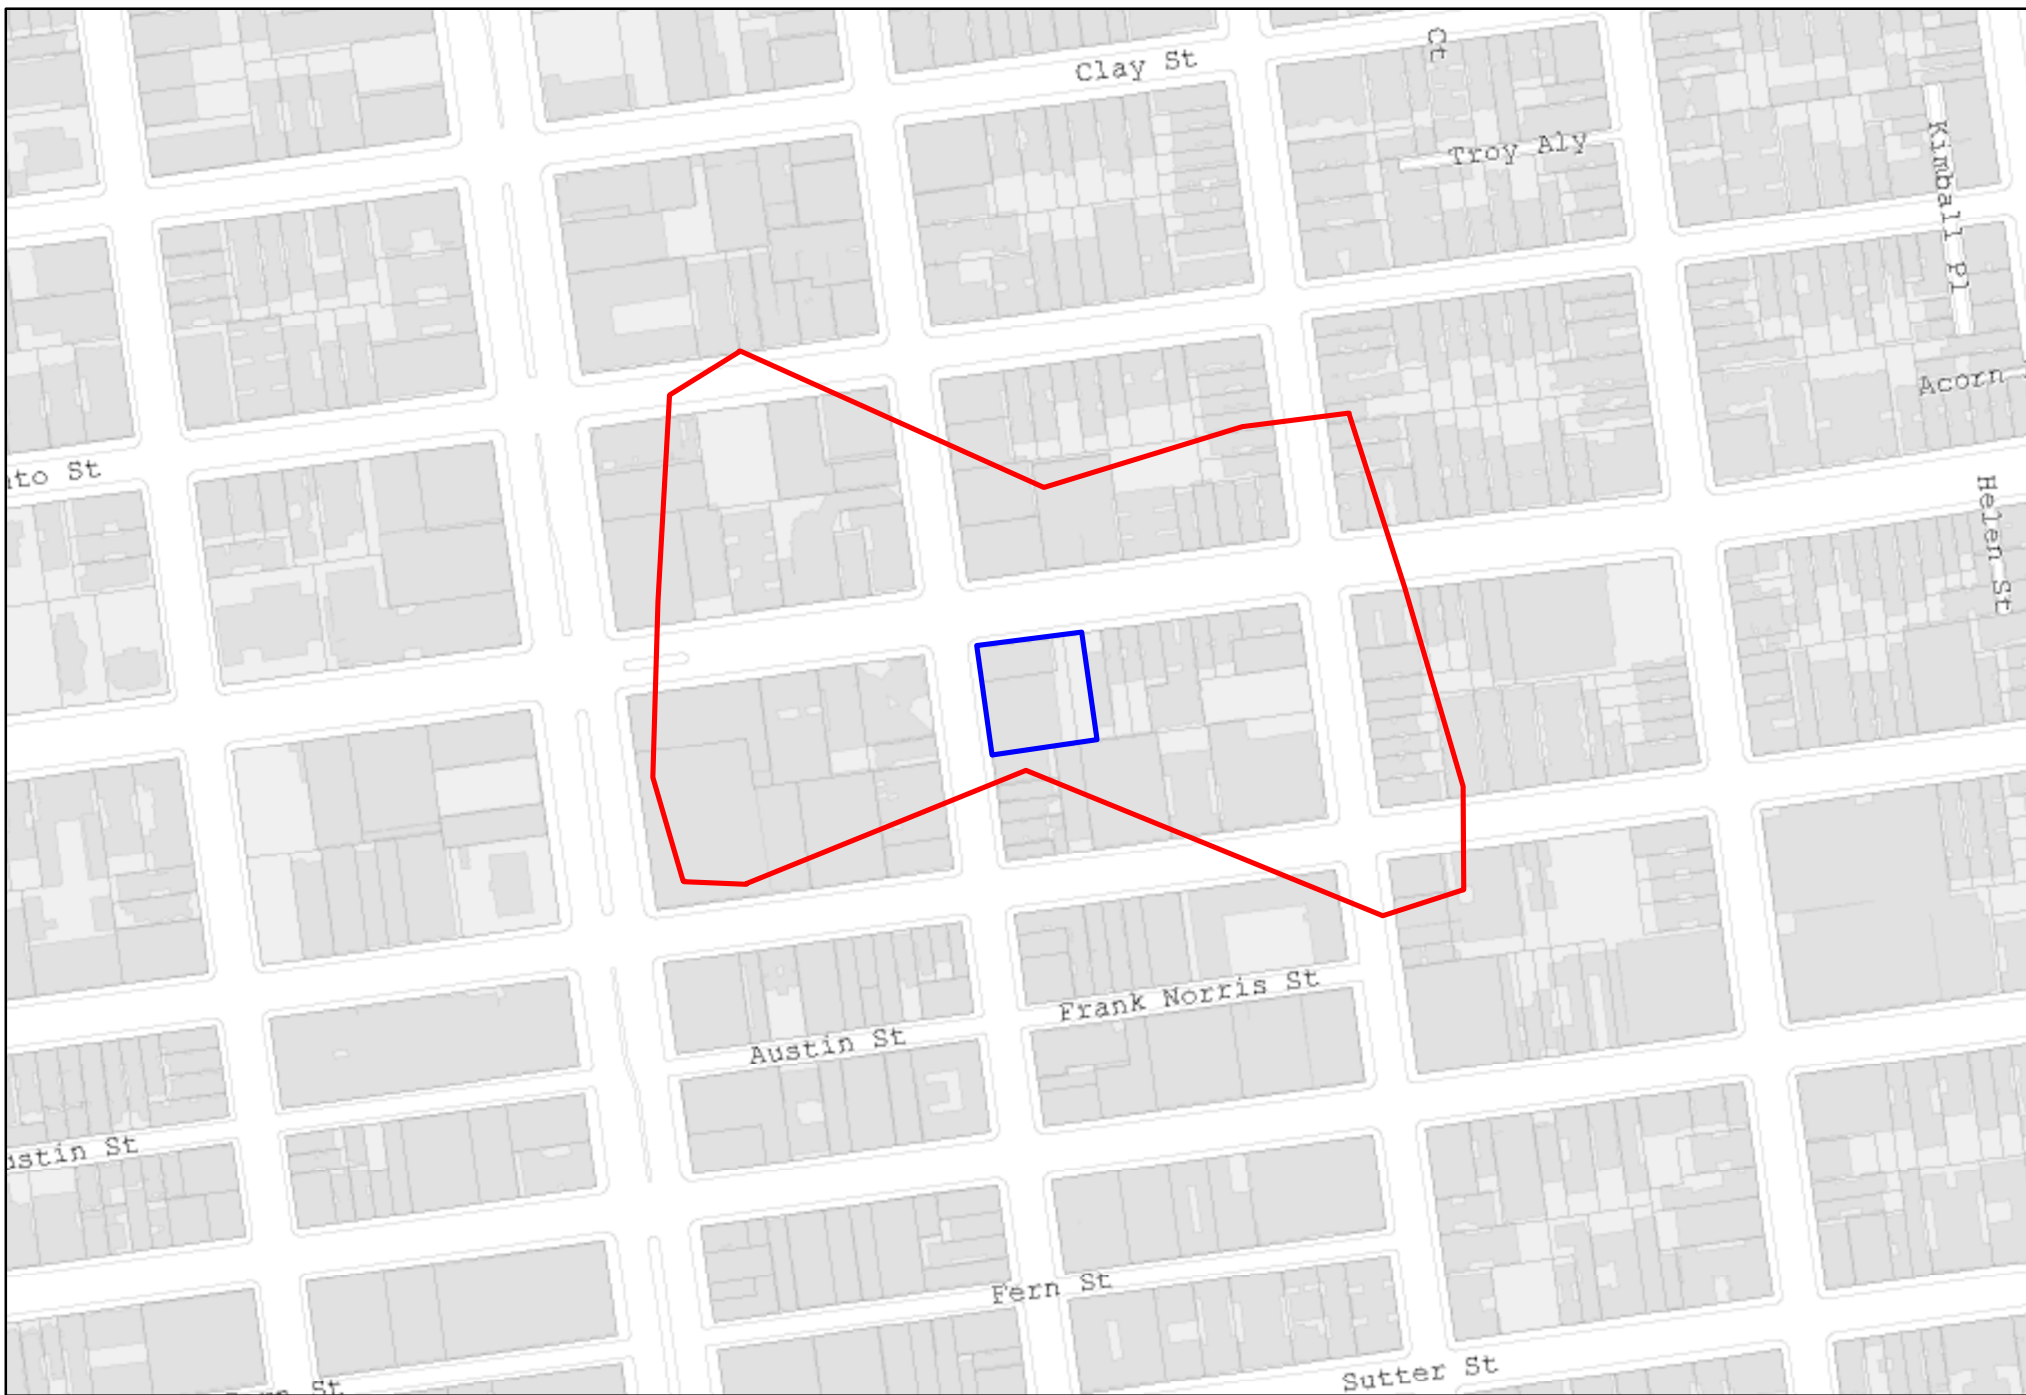 Clay St
Ct
Troy Aly
Kimball Pl
Acorn
to St
Helen St
Frank Norris St
Austin St
stin St
Fern St
Sutter St
St